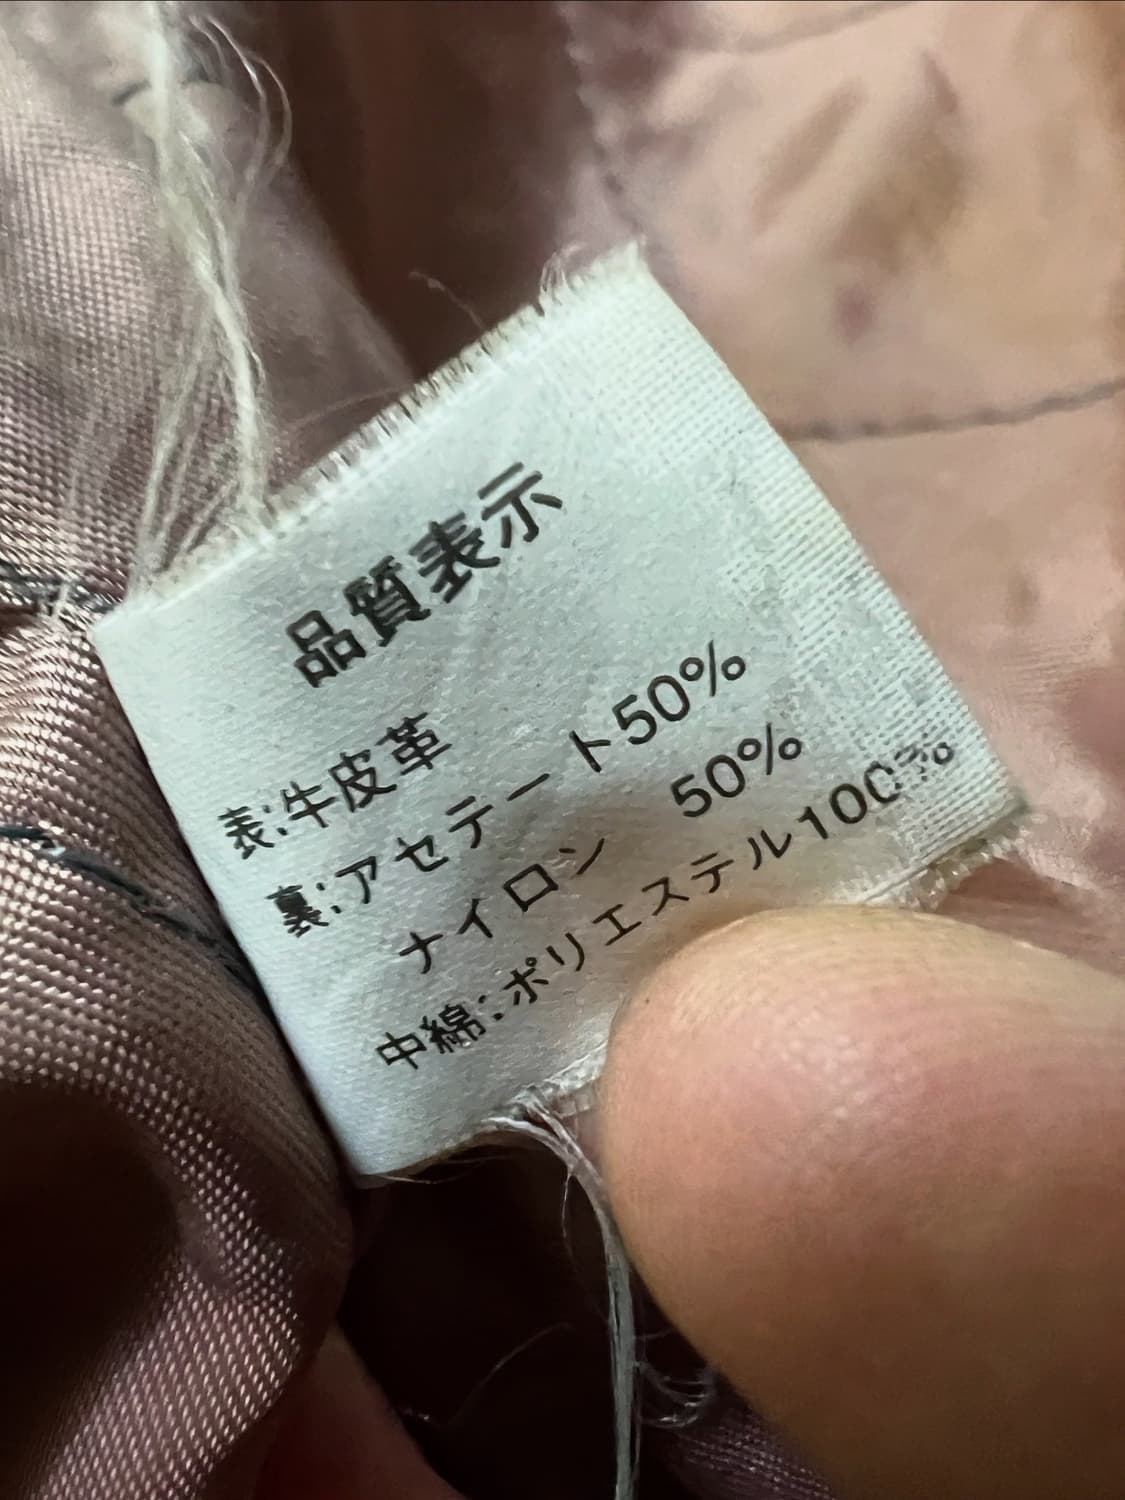 品質表示
表:牛皮革
裏:アセテート50%
ナイロン 50%
中綿:ポリエステル100%